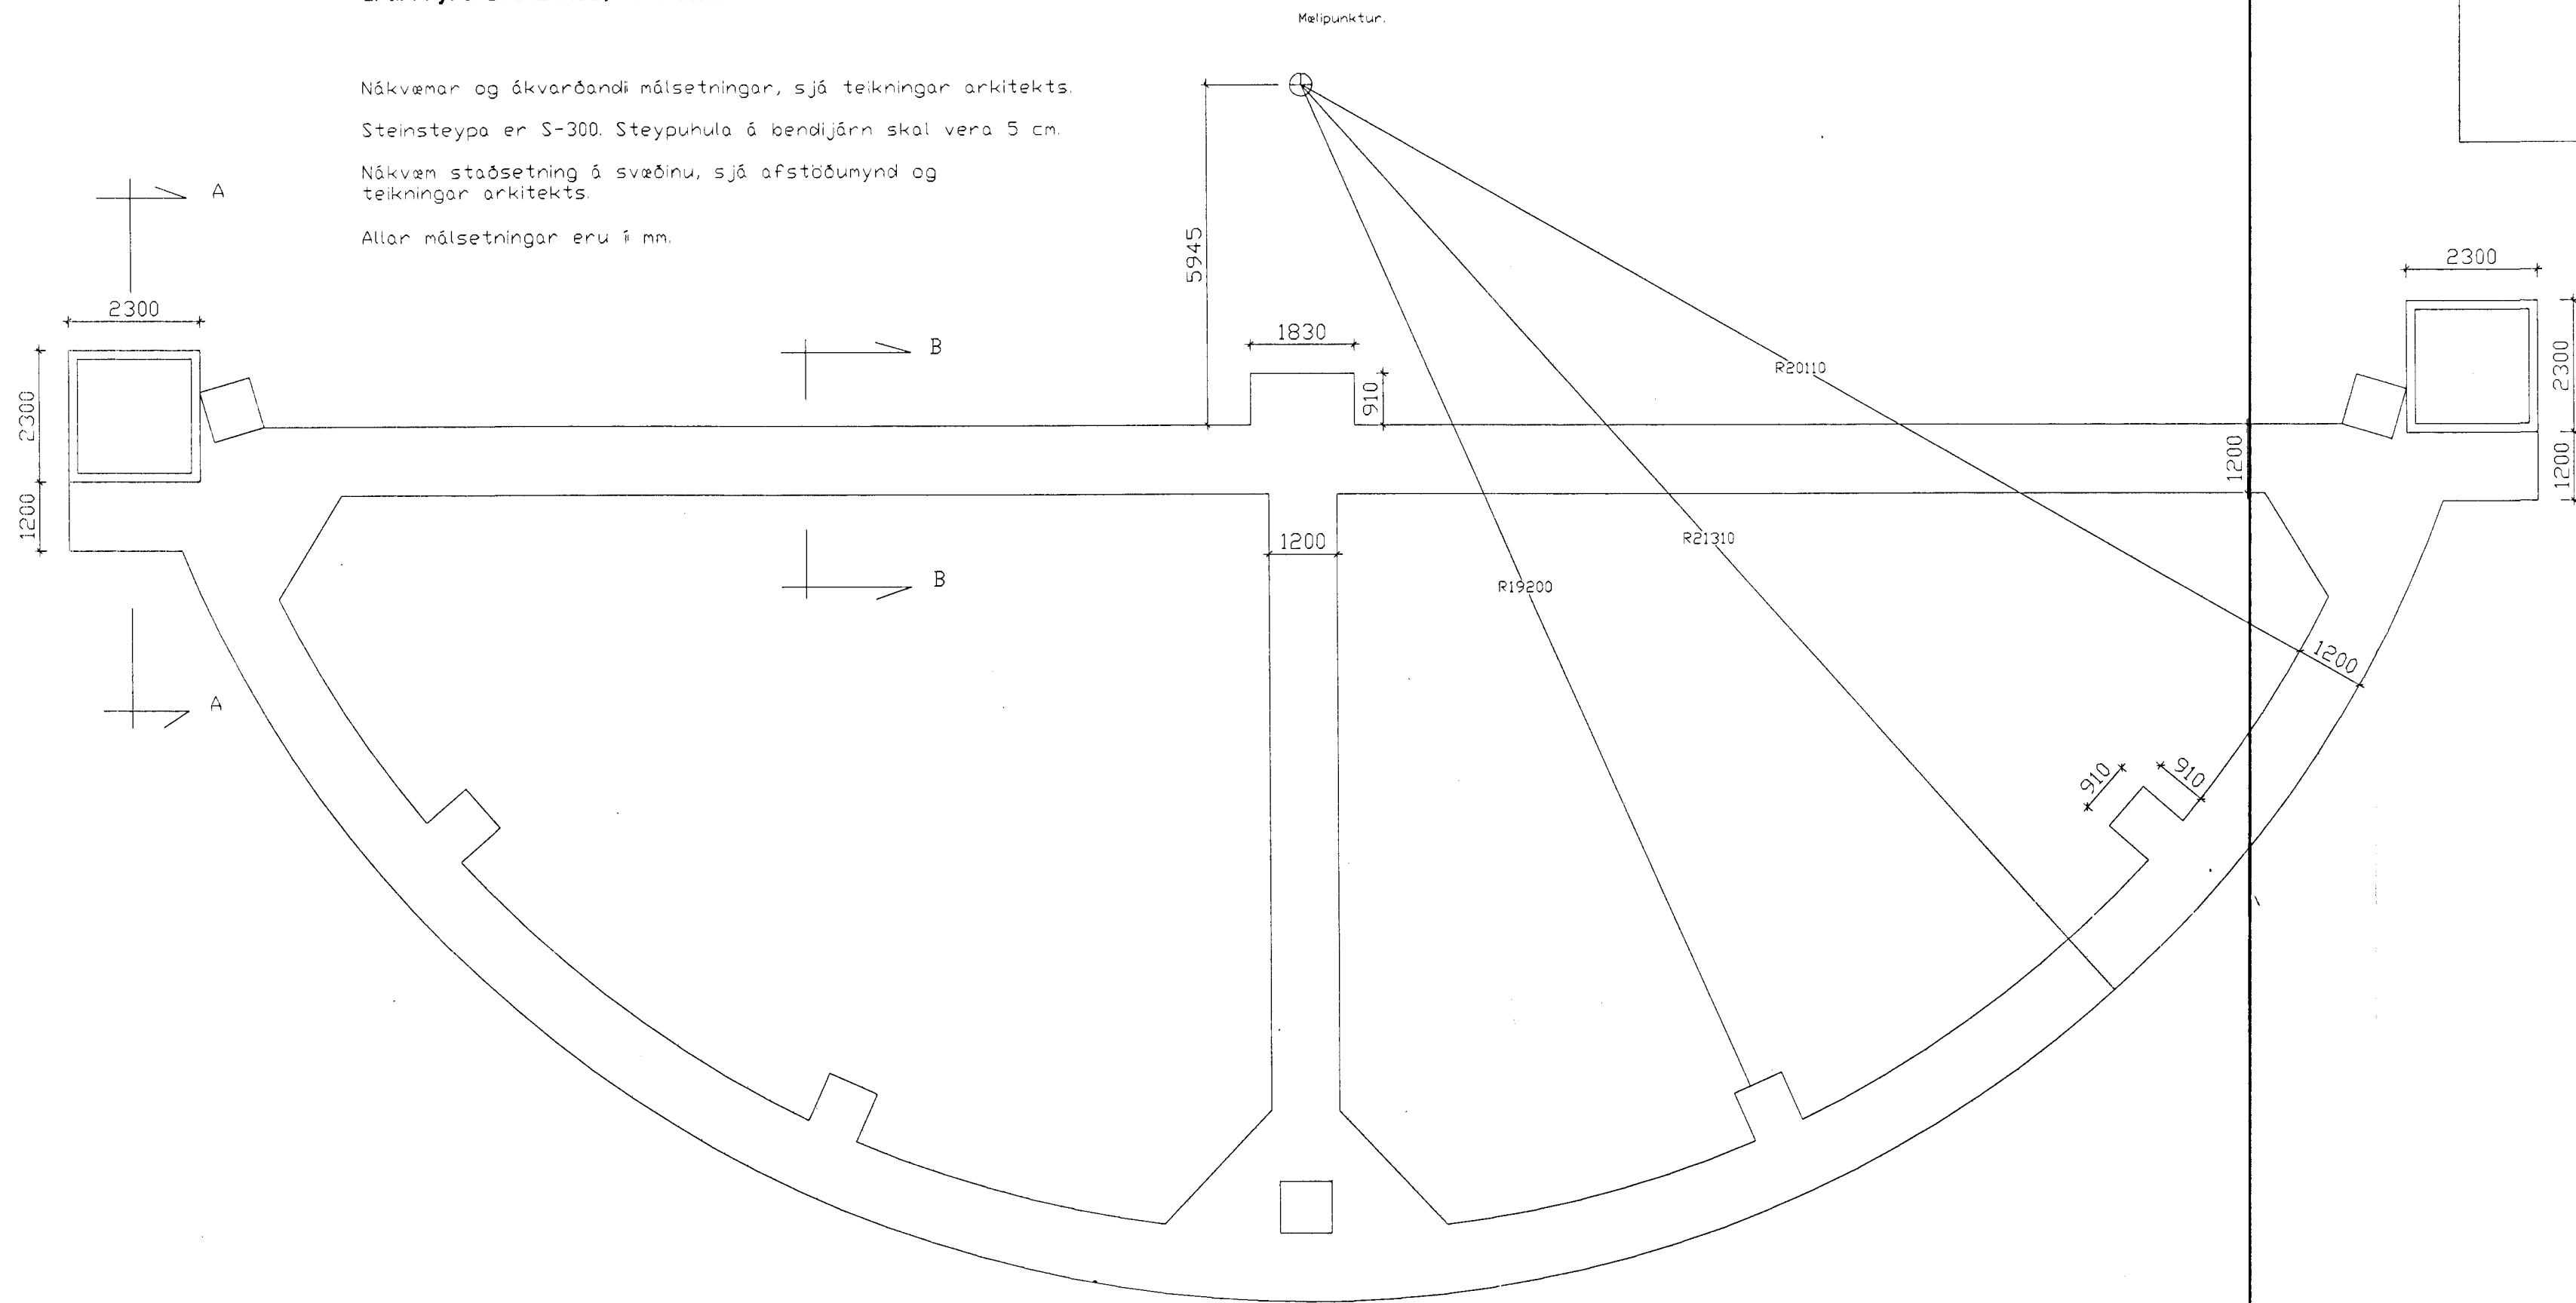 Mælipunktur.
Nákvæmar og ákvarðandi málsetningar, sjá teikningar arkitekts.
Steinsteypa er S-300. Steypuhula á bendijárn skal vera 5 cm.
Nákvæm staðsetning á svæðinu, sjá afstöðumynd og
teikningar arkitekts.
Allar málsetningar eru í mm.
A
5945
2300
2300
1830
B
R20110
2300
910
2300
1200
1200
1200
1200
R21310
B
R19200
1200
A
910
910